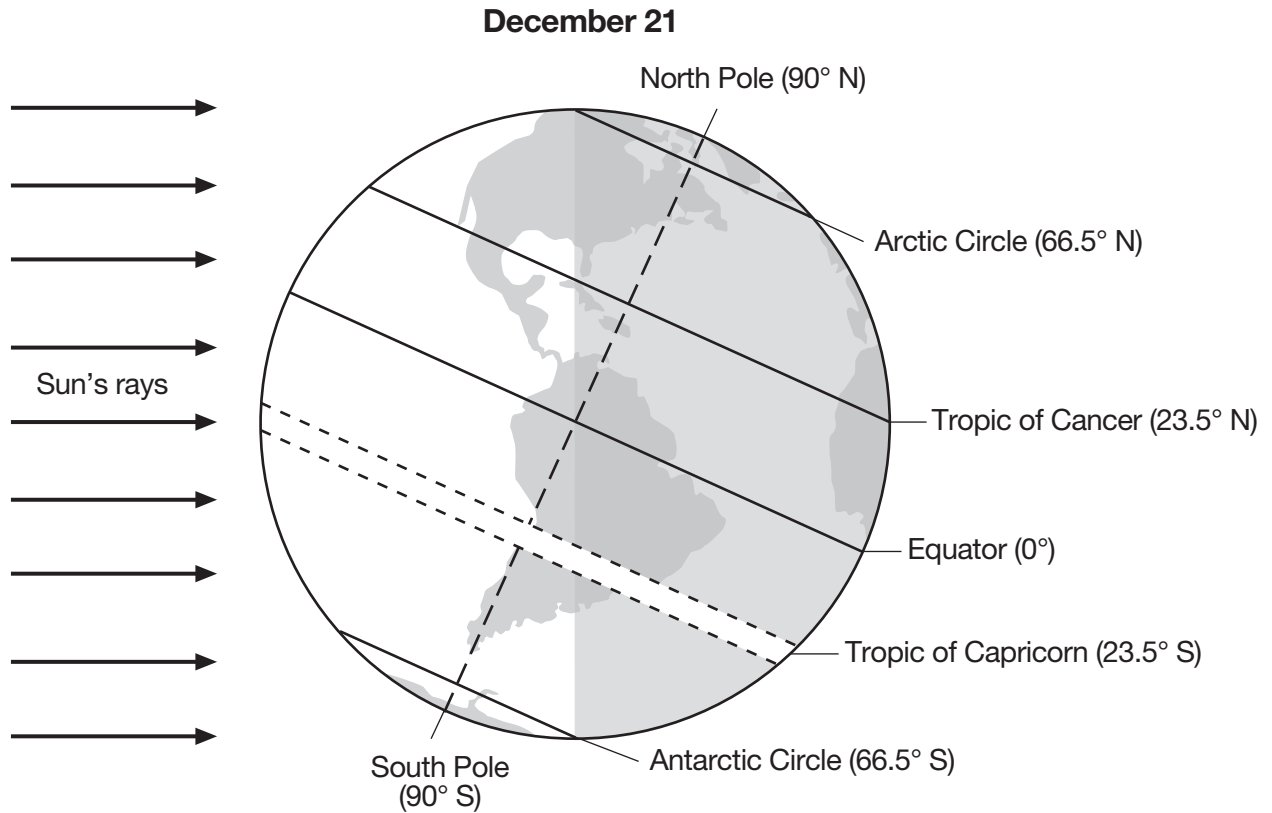 December 21
North Pole (90° N)
Arctic Circle (66.5° N)
Sun's rays
Tropic of Cancer (23.5° N)
Equator (0°)
Tropic of Capricorn (23.5° S)
Antarctic Circle (66.5° S)
South Pole
(90° S)